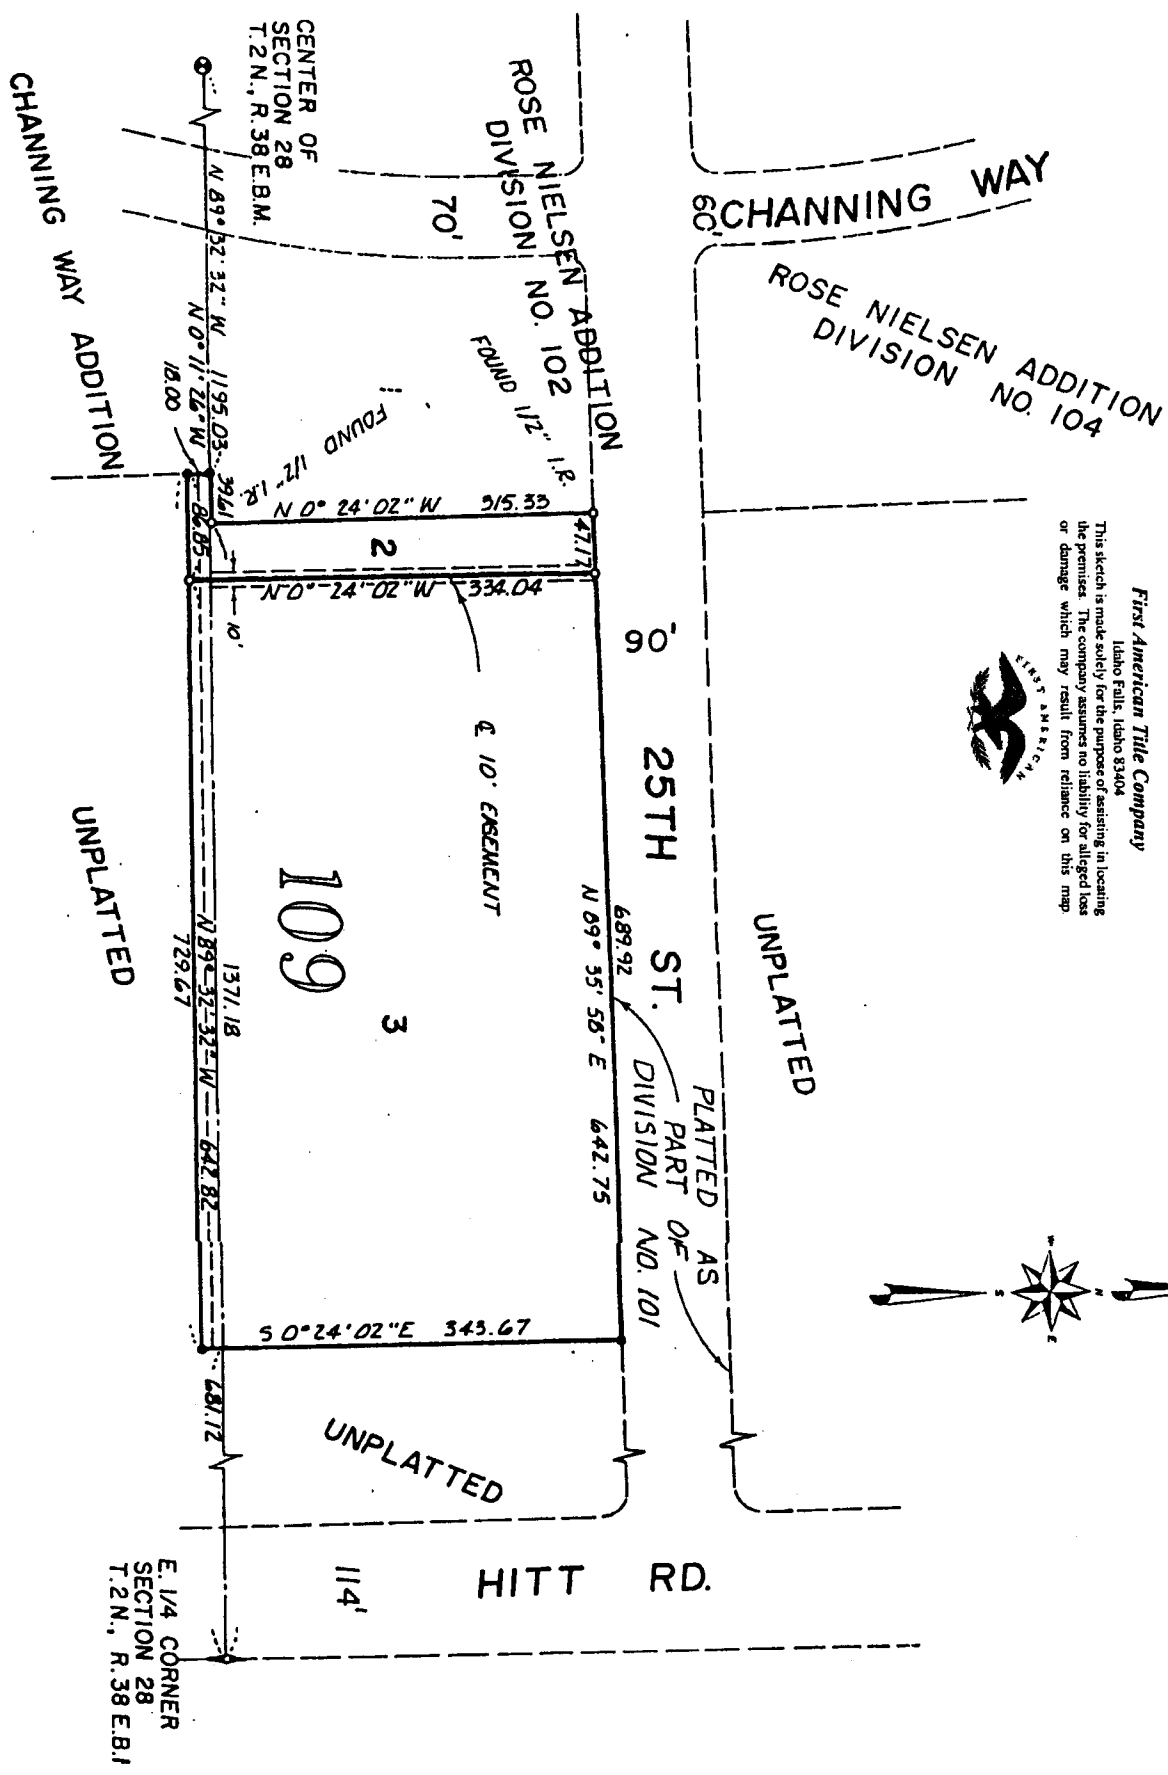 First American Title Company
Idaho Falls, Idaho 83404
This sketch is made solely for the purpose of assisting in locating
the premises. The company assumes no liability for alleged loss
or damage which may result from reliance on this map.
FIRST AMERICAN
W
N
S
E
CHANNING WAY
60'
70'
ROSE NIELSEN ADDITION
DIVISION NO. 104
ROSE NIELSEN ADDITION
DIVISION NO. 102
CENTER OF
SECTION 28
T. 2 N., R. 38 E.B.M.
CHANNING WAY ADDITION
N 89° 32' 32" W 1195.03
N 0° 11' 26" W
18.00
39.61
86.85
FOUND 1/2" I.R.
FOUND 1/2" I.R.
N 0° 24' 02" W 315.33
47.17
2
N 0° 24' 02" W 334.04
10'
90'
25TH ST.
UNPLATTED
₵ 10' EASEMENT
689.92
N 89° 35' 58" E 642.75
PLATTED AS
PART OF
DIVISION NO. 101
109
3
1371.18
N 89° 32' 32" W 642.82
729.67
UNPLATTED
S 0° 24' 02" E 343.67
681.12
UNPLATTED
HITT RD.
114'
E. 1/4 CORNER
SECTION 28
T. 2 N., R. 38 E.B.